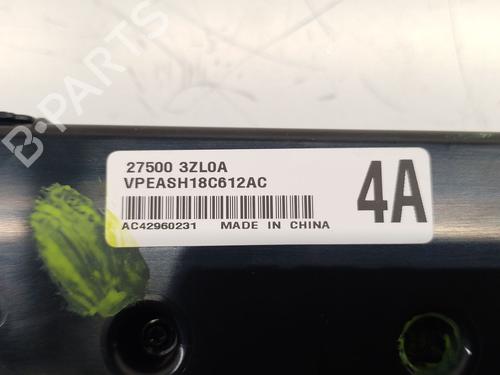 27500 3ZL0A
VPEASH18C612AC
4A
AC42960231 MADE IN CHINA
B-PARTS